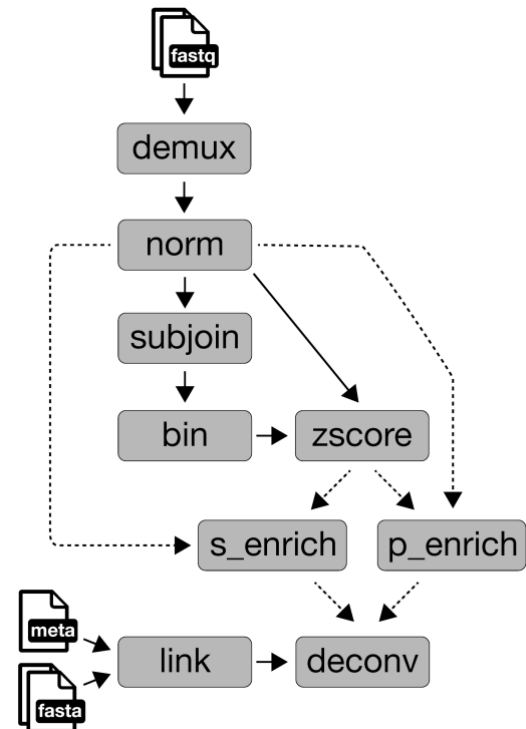 fastq
demux
norm
subjoin
bin
zscore
s_enrich
p_enrich
meta
link
deconv
fasta